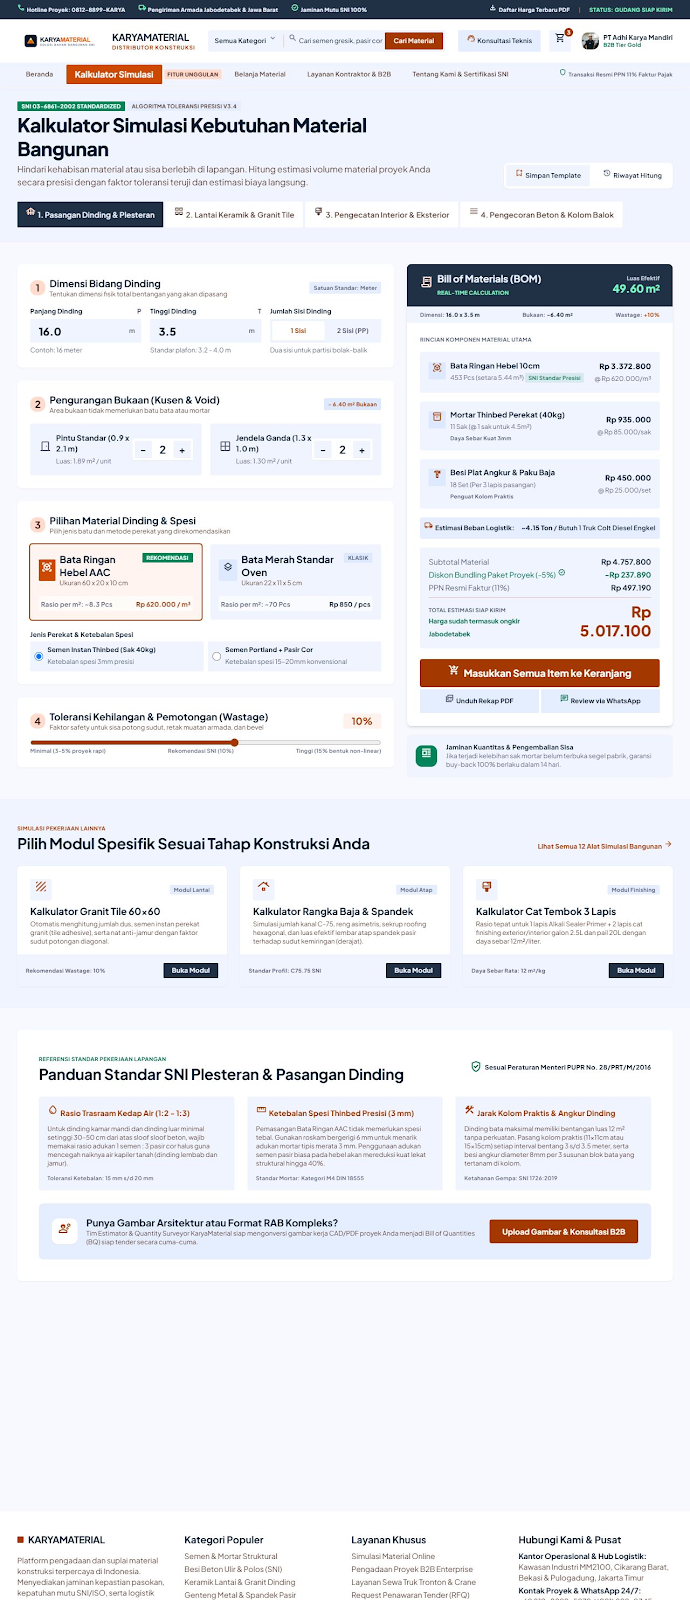 Hotline Proyek: 0812-8899-KARYA
Pengiriman Armada Jabodetabek & Jawa Barat
Jaminan Mutu SNI 100%
Daftar Harga Terbaru PDF
STATUS: GUDANG SIAP KIRIM
KARYAMATERIAL
KARYAMATERIAL
DISTRIBUTOR KONSTRUKSI
Semua Kategori
Cari semen gresik, pasir cor
Cari Material
Konsultasi Teknis
3
PT Adhi Karya Mandiri
B2B Tier Gold
Beranda
Kalkulator Simulasi
FITUR UNGGULAN
Belanja Material
Layanan Kontraktor & B2B
Tentang Kami & Sertifikasi SNI
Transaksi Resmi PPN 11% Faktur Pajak
SNI 03-6861-2002 STANDARDIZED
ALGORITMA TOLERANSI PRESISI V3.4
Kalkulator Simulasi Kebutuhan Material
Bangunan
Hindari kehabisan material atau sisa berlebih di lapangan. Hitung estimasi volume material proyek Anda
secara presisi dengan faktor toleransi teruji dan estimasi biaya langsung.
Simpan Template
Riwayat Hitung
1. Pasangan Dinding & Plesteran
2. Lantai Keramik & Granit Tile
3. Pengecatan Interior & Eksterior
4. Pengecoran Beton & Kolom Balok
1
Dimensi Bidang Dinding
Tentukan dimensi fisik total bentangan yang akan dipasang
Satuan Standar: Meter
Panjang Dinding P
16.0 m
Contoh: 16 meter
Tinggi Dinding T
3.5 m
Standar plafon: 3.2 - 4.0 m
Jumlah Sisi Dinding
1 Sisi
2 Sisi (PP)
Dua sisi untuk partisi bolak-balik
2
Pengurangan Bukaan (Kusen & Void)
Area bukaan tidak memerlukan batu bata atau mortar
- 6.40 m² Bukaan
Pintu Standar (0.9 x
2.1 m)
Luas: 1.89 m² / unit
- 2 +
Jendela Ganda (1.3 x
1.0 m)
Luas: 1.30 m² / unit
- 2 +
3
Pilihan Material Dinding & Spesi
Pilih jenis batu dan metode perekat yang direkomendasikan
Bata Ringan
Hebel AAC
REKOMENDASI
Ukuran 60 x 20 x 10 cm
Rasio per m²: ~8.3 Pcs
Rp 620.000 / m³
Bata Merah Standar
Oven
KLASIK
Ukuran 22 x 11 x 5 cm
Rasio per m²: ~70 Pcs
Rp 850 / pcs
Jenis Perekat & Ketebalan Spesi
Semen Instan Thinbed (Sak 40kg)
Ketebalan spesi 3mm presisi
Semen Portland + Pasir Cor
Ketebalan spesi 15-20mm konvensional
4
Toleransi Kehilangan & Pemotongan (Wastage)
Faktor safety untuk sisa potong sudut, retak muatan armada, dan bevel
10%
Minimal (3-5% proyek rapi)
Rekomendasi SNI (10%)
Tinggi (15% bentuk non-linear)
Bill of Materials (BOM)
REAL-TIME CALCULATION
Luas Efektif
49.60 m²
Dimensi: 16.0 x 3.5 m
Bukaan: -6.40 m²
Wastage: +10%
RINCIAN KOMPONEN MATERIAL UTAMA
Bata Ringan Hebel 10cm
453 Pcs (setara 5.44 m³)
SNI Standar Presisi
Rp 3.372.800
@ Rp 620.000/m³
Mortar Thinbed Perekat (40kg)
11 Sak (@ 1 sak untuk 4.5m²)
Daya Sebar Kuat 3mm
Rp 935.000
@ Rp 85.000/sak
Besi Plat Angkur & Paku Baja
18 Set (Per 3 lapis pasangan)
Penguat Kolom Praktis
Rp 450.000
@ Rp 25.000/set
Estimasi Beban Logistik:
~4.15 Ton / Butuh 1 Truk Colt Diesel Engkel
Subtotal Material
Rp 4.757.800
Diskon Bundling Paket Proyek (-5%)
-Rp 237.890
PPN Resmi Faktur (11%)
Rp 497.190
TOTAL ESTIMASI SIAP KIRIM
Harga sudah termasuk ongkir
Jabodetabek
Rp
5.017.100
Masukkan Semua Item ke Keranjang
Unduh Rekap PDF
Review via WhatsApp
Jaminan Kuantitas & Pengembalian Sisa
Jika terjadi kelebihan sak mortar belum terbuka segel pabrik, garansi
buy-back 100% berlaku dalam 14 hari.
SIMULASI PEKERJAAN LAINNYA
Pilih Modul Spesifik Sesuai Tahap Konstruksi Anda
Lihat Semua 12 Alat Simulasi Bangunan
Modul Lantai
Kalkulator Granit Tile 60x60
Otomatis menghitung jumlah dus, semen instan perekat
granit (tile adhesive), serta nat anti-jamur dengan faktor
sudut potongan diagonal.
Rekomendasi Wastage: 10%
Buka Modul
Modul Atap
Kalkulator Rangka Baja & Spandek
Simulasi jumlah kanal C-75, reng asimetris, sekrup roofing
hexagonal, dan luas efektif lembar atap spandek pasir
terhadap sudut kemiringan (derajat).
Standar Profil: C75.75 SNI
Buka Modul
Modul Finishing
Kalkulator Cat Tembok 3 Lapis
Rasio tepat untuk 1 lapis Alkali Sealer Primer + 2 lapis cat
finishing exterior/interior galon 2.5L dan pail 20L dengan
daya sebar 12m²/liter.
Daya Sebar Rata: 12 m²/kg
Buka Modul
REFERENSI STANDAR PEKERJAAN LAPANGAN
Panduan Standar SNI Plesteran & Pasangan Dinding
Sesuai Peraturan Menteri PUPR No. 28/PRT/M/2016
Rasio Trasraam Kedap Air (1:2 - 1:3)
Untuk dinding kamar mandi dan dinding luar minimal
setinggi 30-50 cm dari atas sloof beton, wajib
memakai rasio adukan 1 semen : 3 pasir cor halus guna
mencegah naiknya air kapiler tanah (dinding lembab dan
jamur).
Toleransi Ketebalan: 15 mm s/d 20 mm
Ketebalan Spesi Thinbed Presisi (3 mm)
Pemasangan Bata Ringan AAC tidak memerlukan spesi
tebal. Gunakan roskam bergerigi 6 mm untuk menarik
adukan mortar tipis merata 3 mm. Penggunaan adukan
semen pasir biasa pada hebel akan mereduksi kuat lekat
struktural hingga 40%.
Standar Mortar: Kategori M4 DIN 18555
Jarak Kolom Praktis & Angkur Dinding
Dinding bata maksimal memiliki bentangan luas 12 m²
tanpa perkuatan. Pasang kolom praktis (11x11cm atau
15x15cm) setiap interval bentang 3 s/d 3.5 meter, serta
besi angkur diameter 8mm per 3 susunan blok bata yang
tertanam di kolom.
Ketahanan Gempa: SNI 1726:2019
Punya Gambar Arsitektur atau Format RAB Kompleks?
Tim Estimator & Quantity Surveyor KaryaMaterial siap mengonversi gambar kerja CAD/PDF proyek Anda menjadi Bill of Quantities
(BQ) siap tender secara cuma-cuma.
Upload Gambar & Konsultasi B2B
KARYAMATERIAL
Platform pengadaan dan suplai material
konstruksi terpercaya di Indonesia.
Menyediakan jaminan kepastian pasokan,
kepatuhan mutu SNI/ISO, serta logistik
Kategori Populer
Semen & Mortar Struktural
Besi Beton Ulir & Polos (SNI)
Keramik Lantai & Granit Dinding
Genteng Metal & Spandek Pasir
Layanan Khusus
Simulasi Material Online
Pengadaan Proyek B2B Enterprise
Layanan Sewa Truk Tronton & Crane
Request Penawaran Tender (RFQ)
Hubungi Kami & Pusat
Kantor Operasional & Hub Logistik:
Kawasan Industri MM2100, Cikarang Barat,
Bekasi & Pulogadung, Jakarta Timur
Kontak Proyek & WhatsApp 24/7: